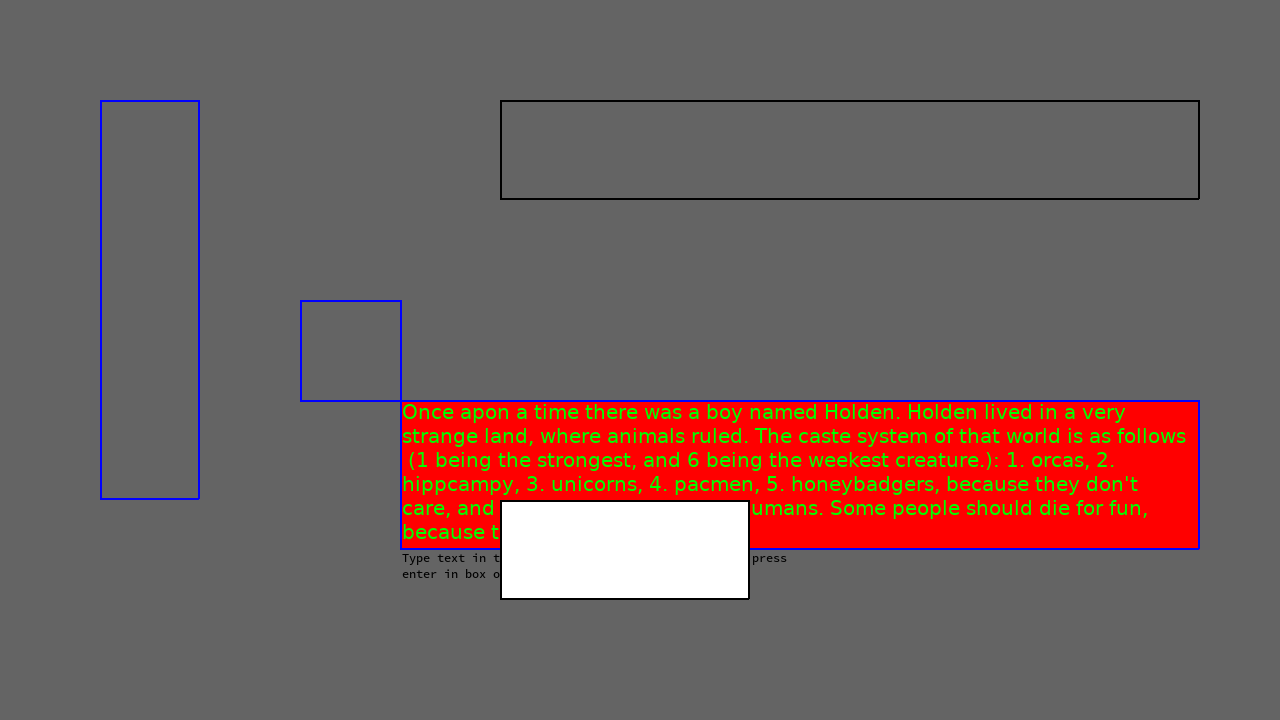 Once apon a time there was a boy named Holden. Holden lived in a very
strange land, where animals ruled. The caste system of that world is as follows
(1 being the strongest, and 6 being the weekest creature.): 1. orcas, 2.
hippcampy, 3. unicorns, 4. pacmen, 5. honeybadgers, because they don't
care, and umans. Some people should die for fun,
because
Type text in press
enter in box